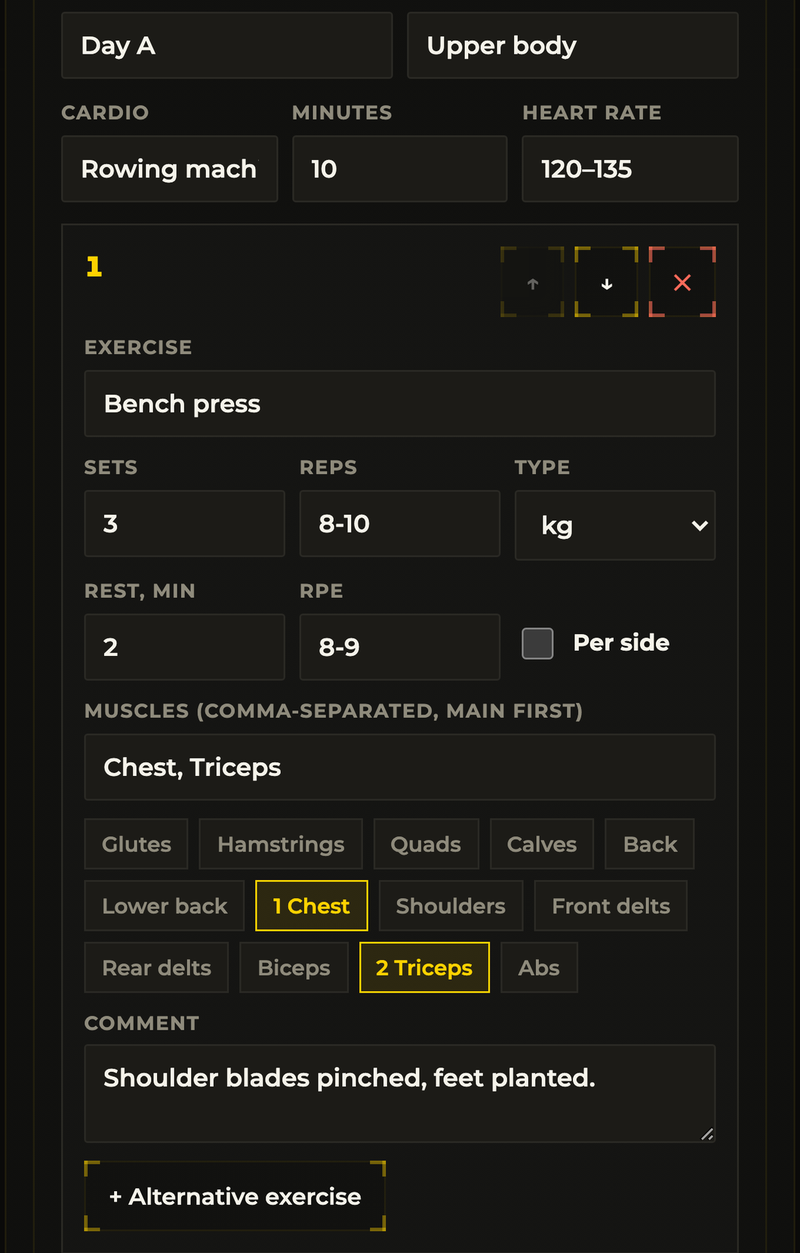 Day A Upper body
CARDIO MINUTES HEART RATE
Rowing mach 10 120–135
1 ↑ ↓ ✕
EXERCISE
Bench press
SETS REPS TYPE
3 8-10 kg
REST, MIN RPE
2 8-9 Per side
MUSCLES (COMMA-SEPARATED, MAIN FIRST)
Chest, Triceps
Glutes Hamstrings Quads Calves Back
Lower back 1 Chest Shoulders Front delts
Rear delts Biceps 2 Triceps Abs
COMMENT
Shoulder blades pinched, feet planted.
+ Alternative exercise